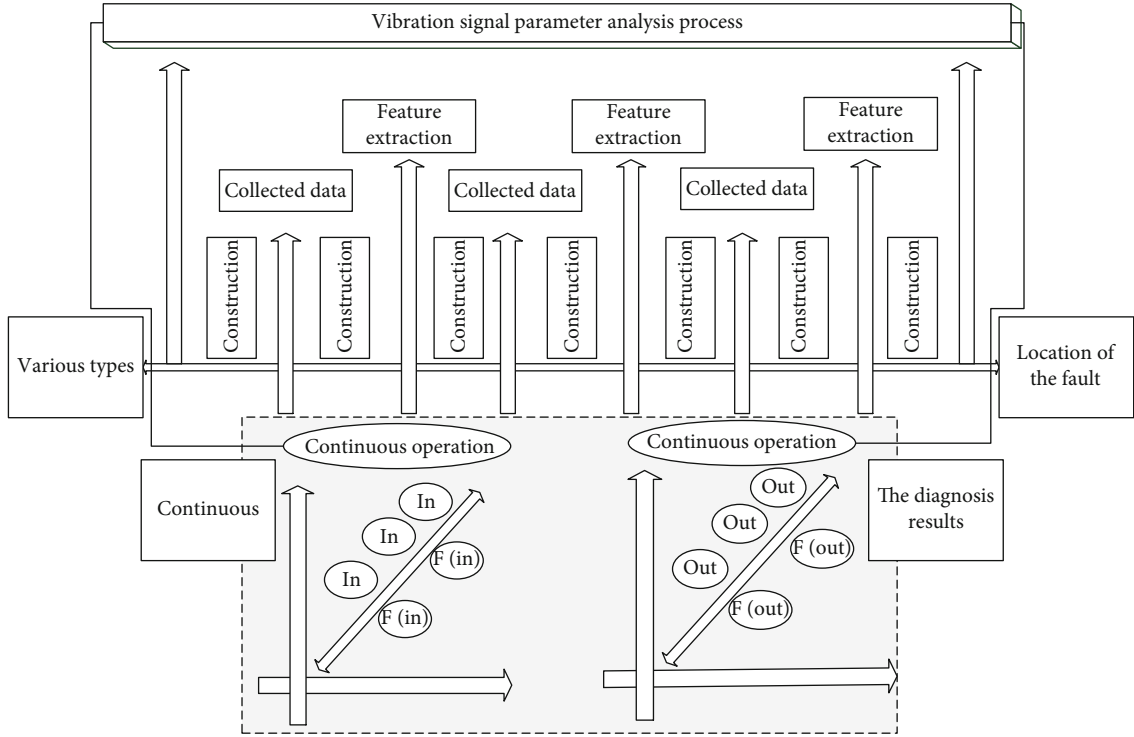 Vibration signal parameter analysis process
Feature
extraction
Feature
extraction
Feature
extraction
Collected data
Collected data
Collected data
Construction
Construction
Construction
Construction
Construction
Construction
Construction
Various types
Location of
the fault
Continuous operation
Continuous operation
Continuous
The diagnosis
results
In
In
In
F (in)
F (in)
Out
Out
Out
F (out)
F (out)